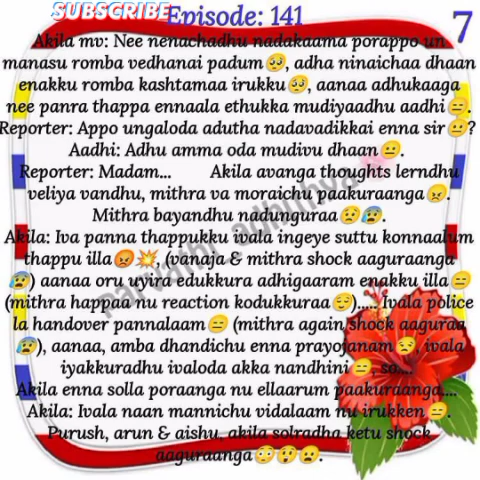 SUBSCRIBE Episode: 141 7
Akila mv: Nee nenachadhu nadakaama porappo un
manasu romba vedhanai padum🥺, adha ninaichaa dhaan
enakku romba kashtamaa irukku🥺, aanaa adhukaaga
nee panra thappa ennaala ethukka mudiyaadhu aadhi😑.
Reporter: Appo ungaloda adutha nadavadikkai enna sir😐?
Aadhi: Adhu amma oda mudivu dhaan😐.
Reporter: Madam... Akila avanga thoughts lerndhu
veliya vandhu, mithra va moraichu paakuraanga😠.
Mithra bayandhu nadunguraa😟😰.
Akila: Iva panna thappukku ivala ingeye suttu konnaalum
thappu illa😡💥, (vanaja & mithra shock aaguraanga
😰) aanaa oru uyira edukkura adhigaaram enakku illa😑
(mithra happaa nu reaction kodukkuraa😌).... Ivala police
la handover pannalaam😑 (mithra again shock aaguraa
😰), aanaa, amba dhandichu enna prayojanam😏, ivala
iyakkuradhu ivaloda akka nandhini😑, so....
Akila enna solla poraanga nu ellaarum paakuraanga....
Akila: Ivala naan mannichu vidalaam nu irukken😑.
Purush, arun & aishu, akila solradha ketu shock
aaguraanga😳😲😧.